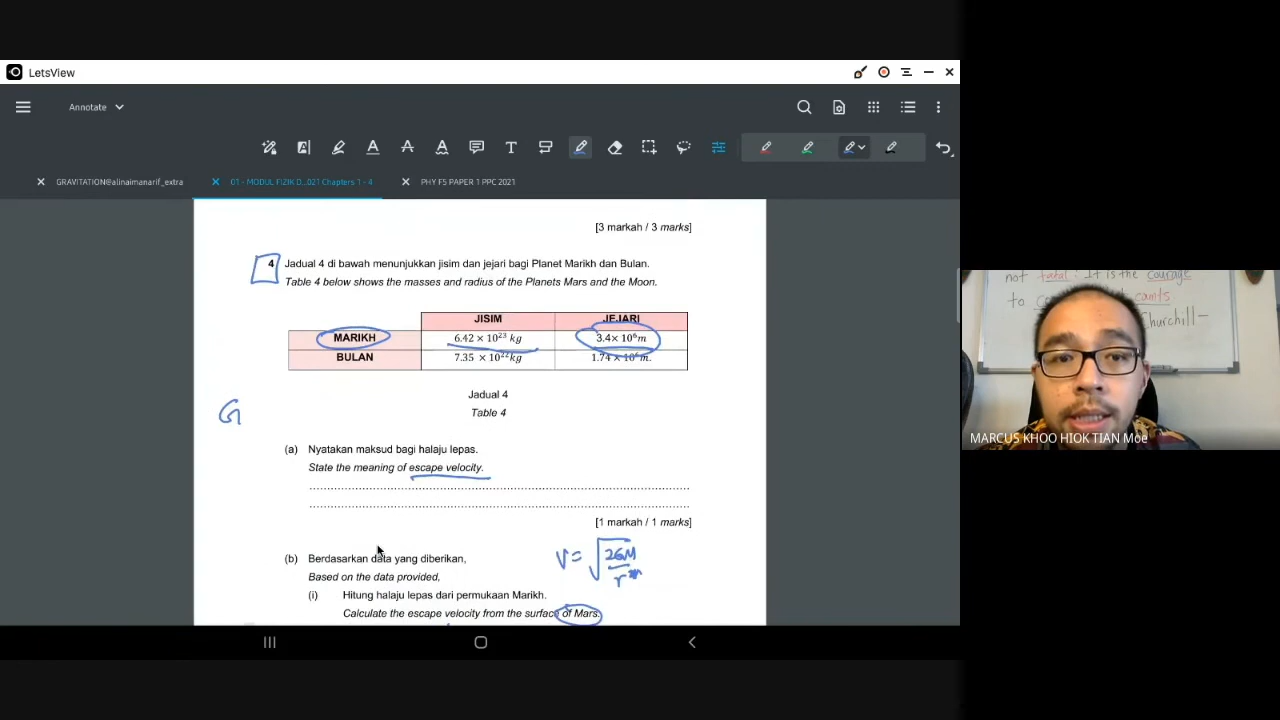 LetsView
Annotate
GRAVITATION@alinaimanarif_extra
01 - MODUL FIZIK D...021 Chapters 1 - 4
PHY F5 PAPER 1 PPC 2021
[3 markah / 3 marks]
4 Jadual 4 di bawah menunjukkan jisim dan jejari bagi Planet Marikh dan Bulan.
Table 4 below shows the masses and radius of the Planets Mars and the Moon.
JISIM JEJARI
MARIKH 6.42 × 10²³ kg 3.4× 10⁶m
BULAN 7.35 × 10²²kg 1.74 × 10⁶m.
Jadual 4
Table 4
G
(a) Nyatakan maksud bagi halaju lepas.
State the meaning of escape velocity.
[1 markah / 1 marks]
(b) Berdasarkan data yang diberikan,
Based on the data provided,
V = √2GM/r
(i) Hitung halaju lepas dari permukaan Marikh.
Calculate the escape velocity from the surface of Mars.
not fatal: It is the courage
to counts
Churchill-
MARCUS KHOO HIOK TIAN Moe